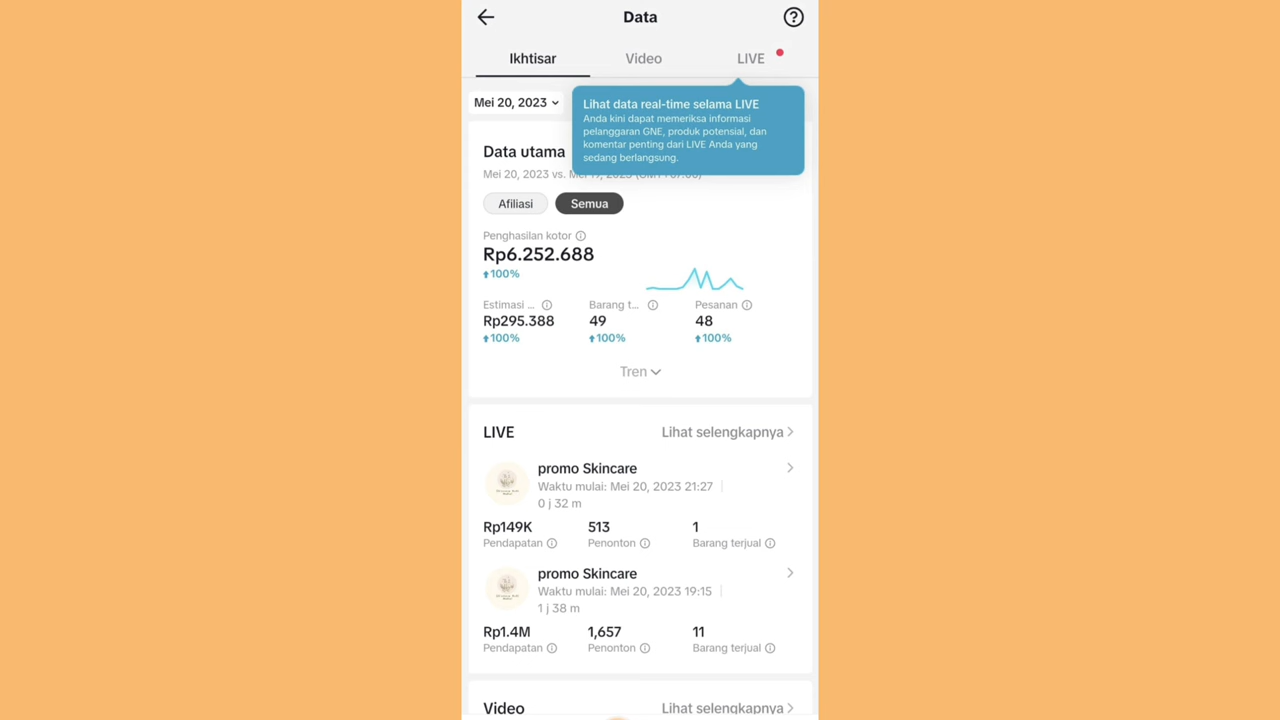 Data
Ikhtisar
Video
LIVE
Mei 20, 2023
Lihat data real-time selama LIVE
Anda kini dapat memeriksa informasi
pelanggaran GNE, produk potensial, dan
komentar penting dari LIVE Anda yang
sedang berlangsung.
Data utama
Mei 20, 2023 vs.
Afiliasi
Semua
Penghasilan kotor
Rp6.252.688
100%
Estimasi ...
Barang t...
Pesanan
Rp295.388
49
48
100%
100%
100%
Tren
LIVE
Lihat selengkapnya
promo Skincare
Waktu mulai: Mei 20, 2023 21:27
0 j 32 m
Rp149K
513
1
Pendapatan
Penonton
Barang terjual
promo Skincare
Waktu mulai: Mei 20, 2023 19:15
1 j 38 m
Rp1.4M
1,657
11
Pendapatan
Penonton
Barang terjual
Video
Lihat selengkapnya